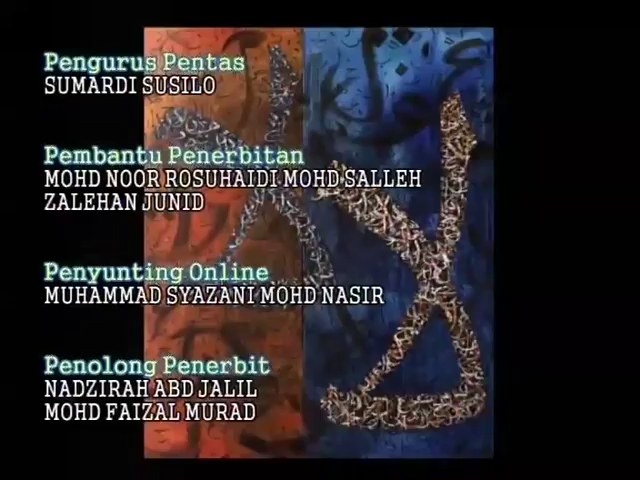 Pengurus Pentas
SUMARDI SUSILO
Pembantu Penerbitan
MOHD NOOR ROSUHAIDI MOHD SALLEH
ZALEHAN JUNID
Penyunting Online
MUHAMMAD SYAZANI MOHD NASIR
Penolong Penerbit
NADZIRAH ABD JALIL
MOHD FAIZAL MURAD